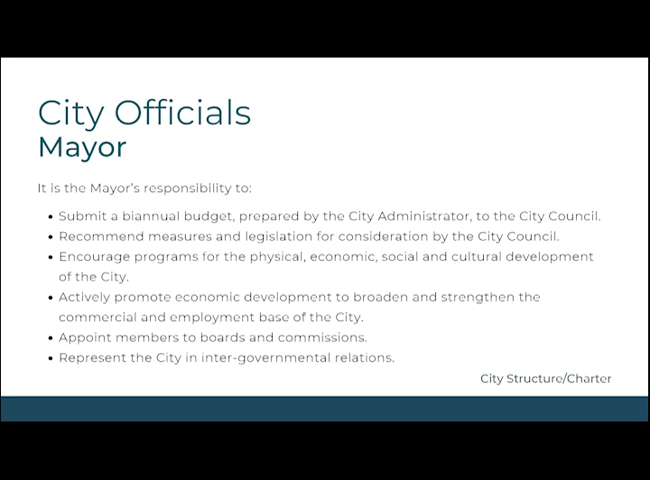 City Officials
Mayor
It is the Mayor's responsibility to:
• Submit a biannual budget, prepared by the City Administrator, to the City Council.
• Recommend measures and legislation for consideration by the City Council.
• Encourage programs for the physical, economic, social and cultural development
of the City.
• Actively promote economic development to broaden and strengthen the
commercial and employment base of the City.
• Appoint members to boards and commissions.
• Represent the City in inter-governmental relations.
City Structure/Charter